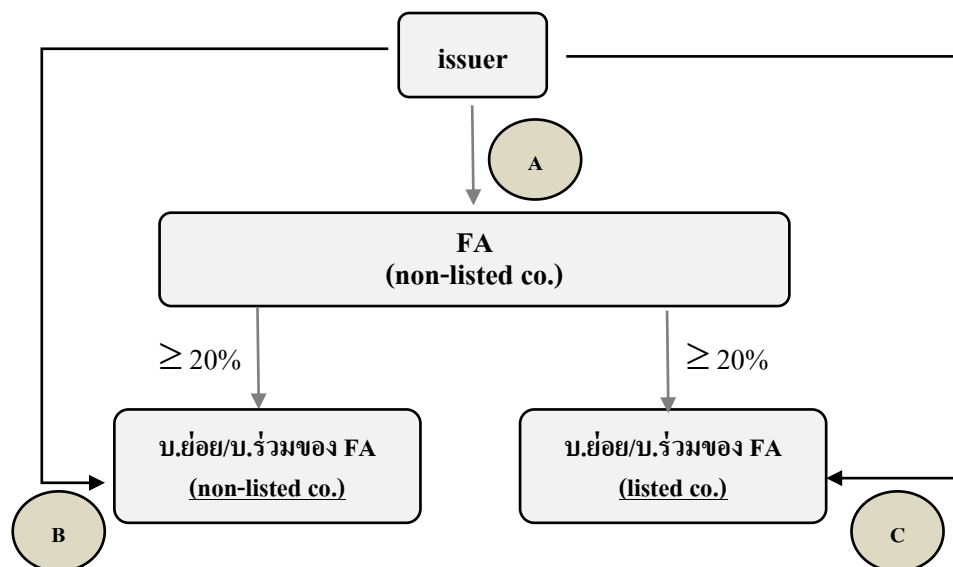 issuer
A
FA
(non-listed co.)
≥ 20%
≥ 20%
บ.ย่อย/บ.ร่วมของ FA
(non-listed co.)
บ.ย่อย/บ.ร่วมของ FA
(listed co.)
B
C